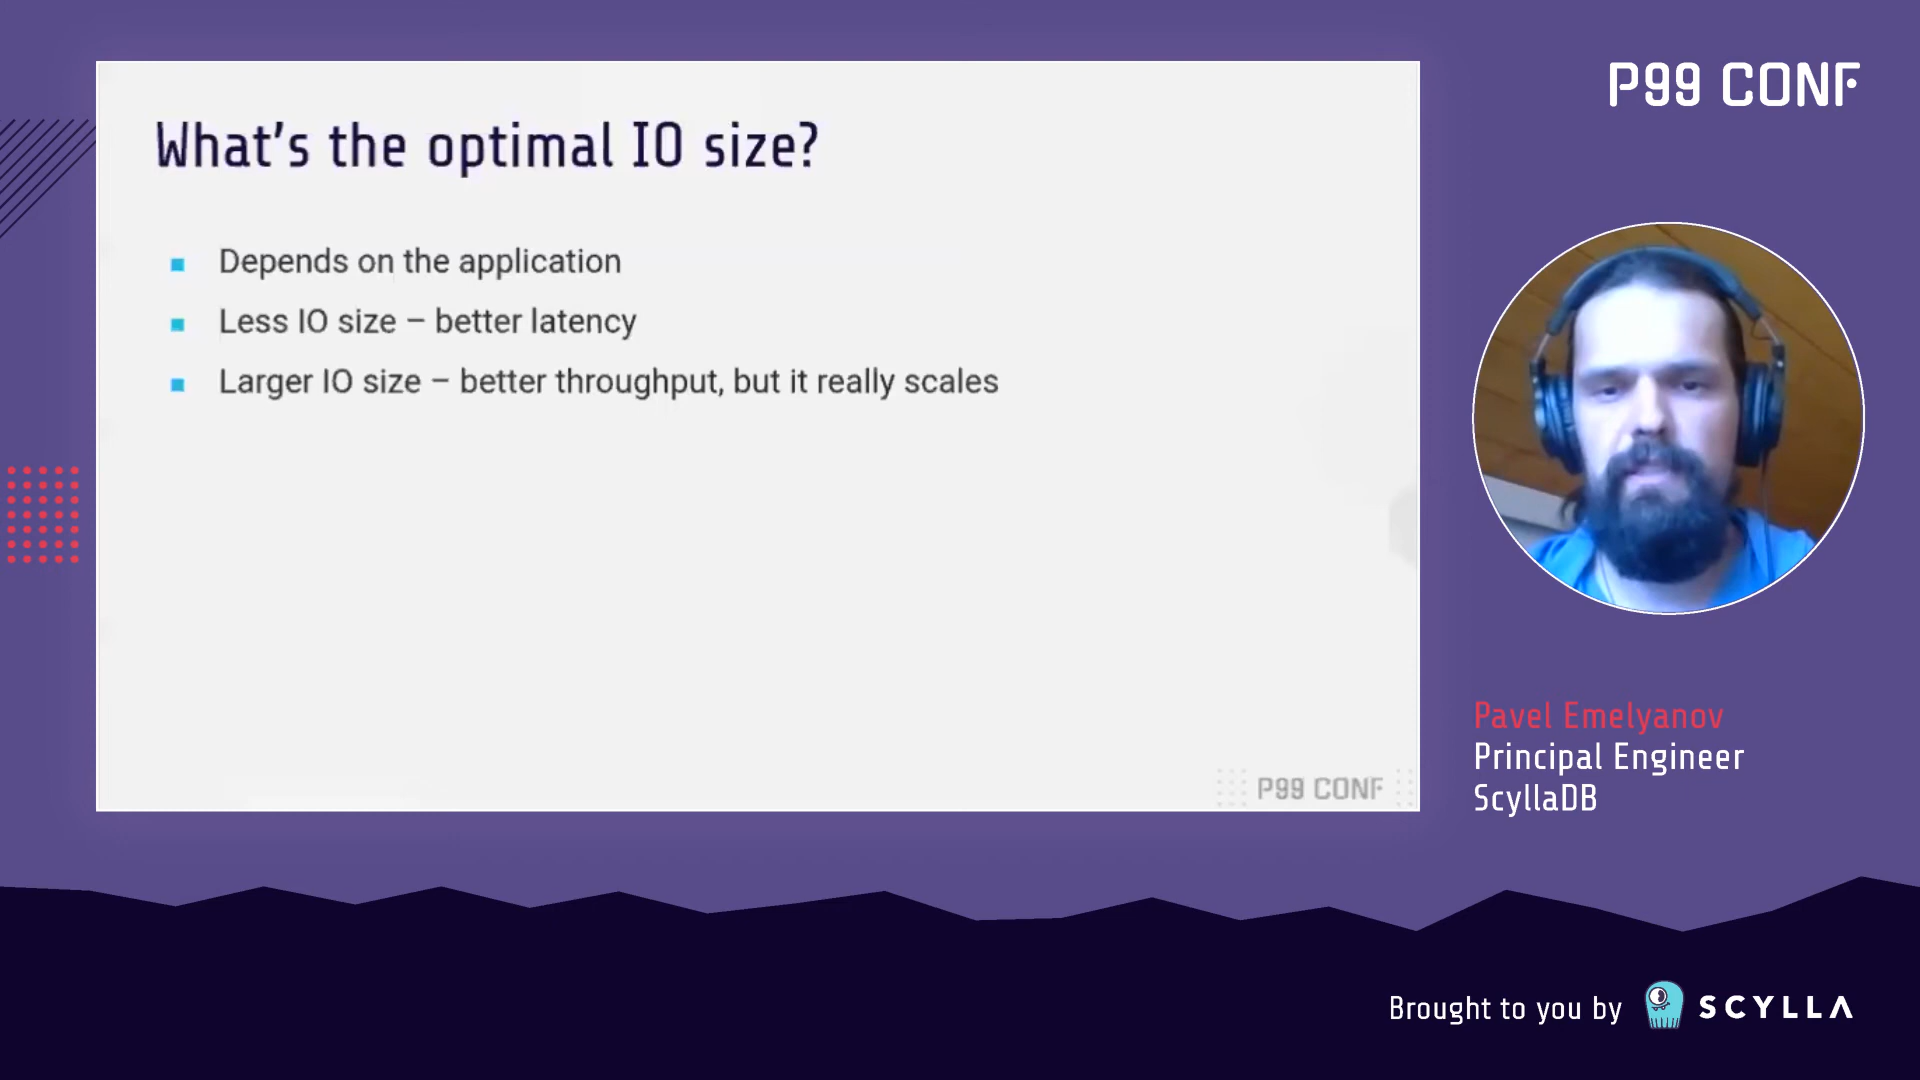 P99 CONF
What's the optimal IO size?
Depends on the application
Less IO size – better latency
Larger IO size – better throughput, but it really scales
P99 CONF
Pavel Emelyanov
Principal Engineer
ScyllaDB
Brought to you by SCYLLA